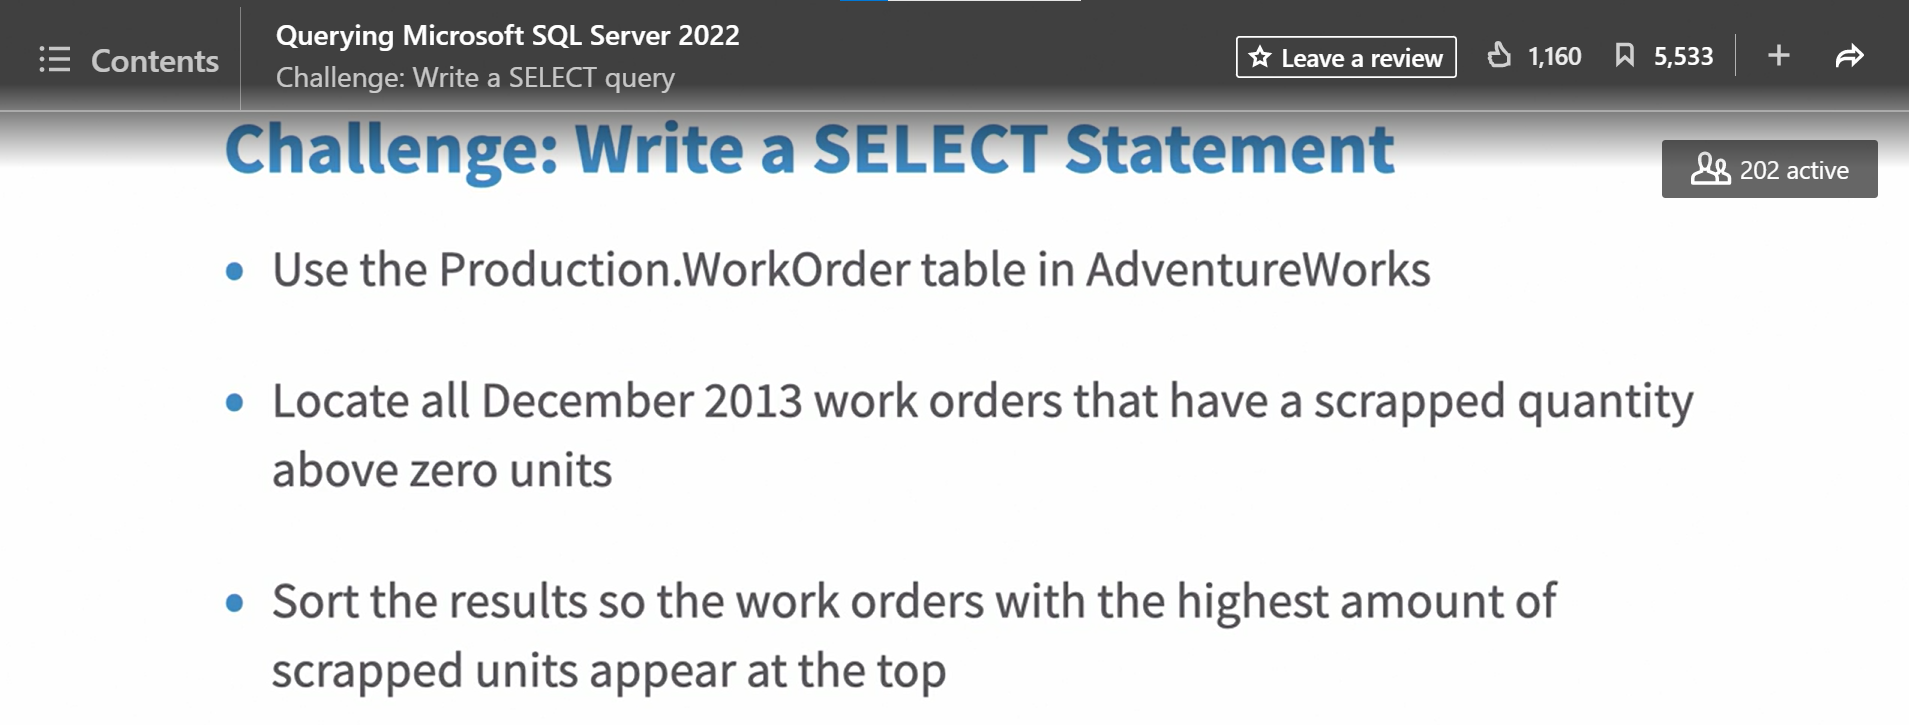 Contents
Querying Microsoft SQL Server 2022
Challenge: Write a SELECT query
Leave a review
1,160
5,533
Challenge: Write a SELECT Statement
202 active
• Use the Production.WorkOrder table in AdventureWorks
• Locate all December 2013 work orders that have a scrapped quantity
above zero units
• Sort the results so the work orders with the highest amount of
scrapped units appear at the top